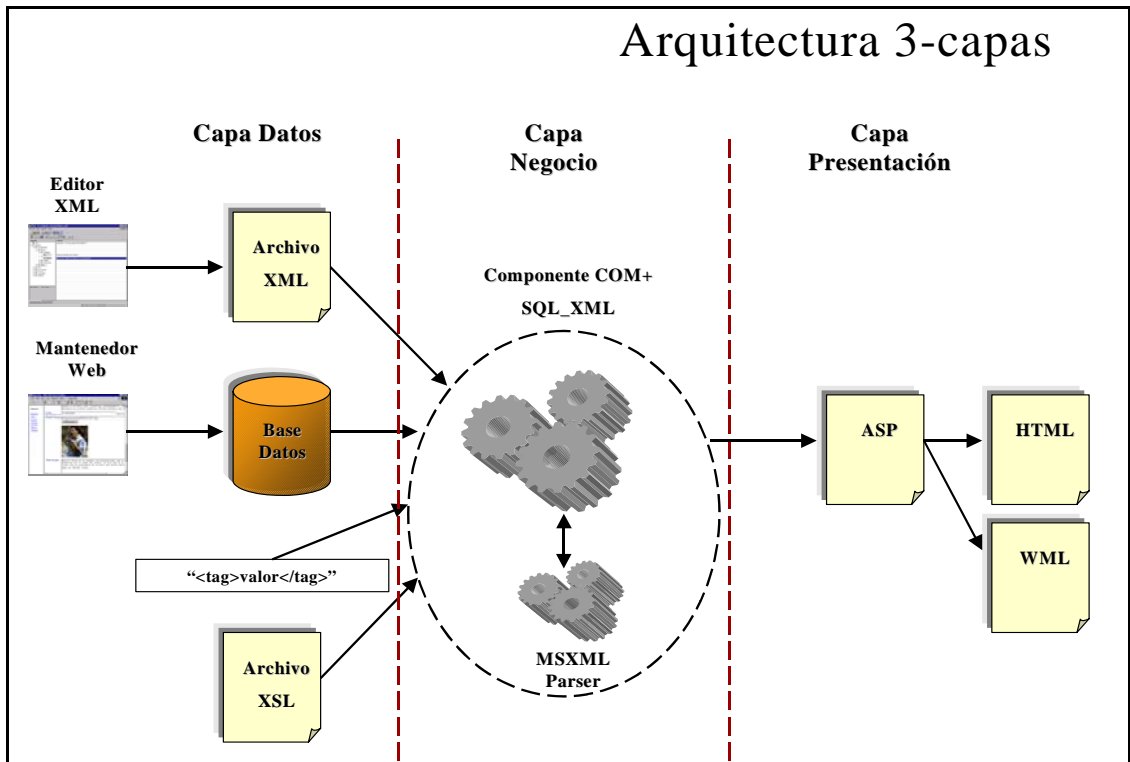 Arquitectura 3-capas
Capa Datos
Capa
Negocio
Capa
Presentación
Editor
XML
Archivo
XML
Componente COM+
SQL_XML
Mantenedor
Web
Base
Datos
ASP
HTML
WML
“<tag>valor</tag>”
Archivo
XSL
MSXML
Parser